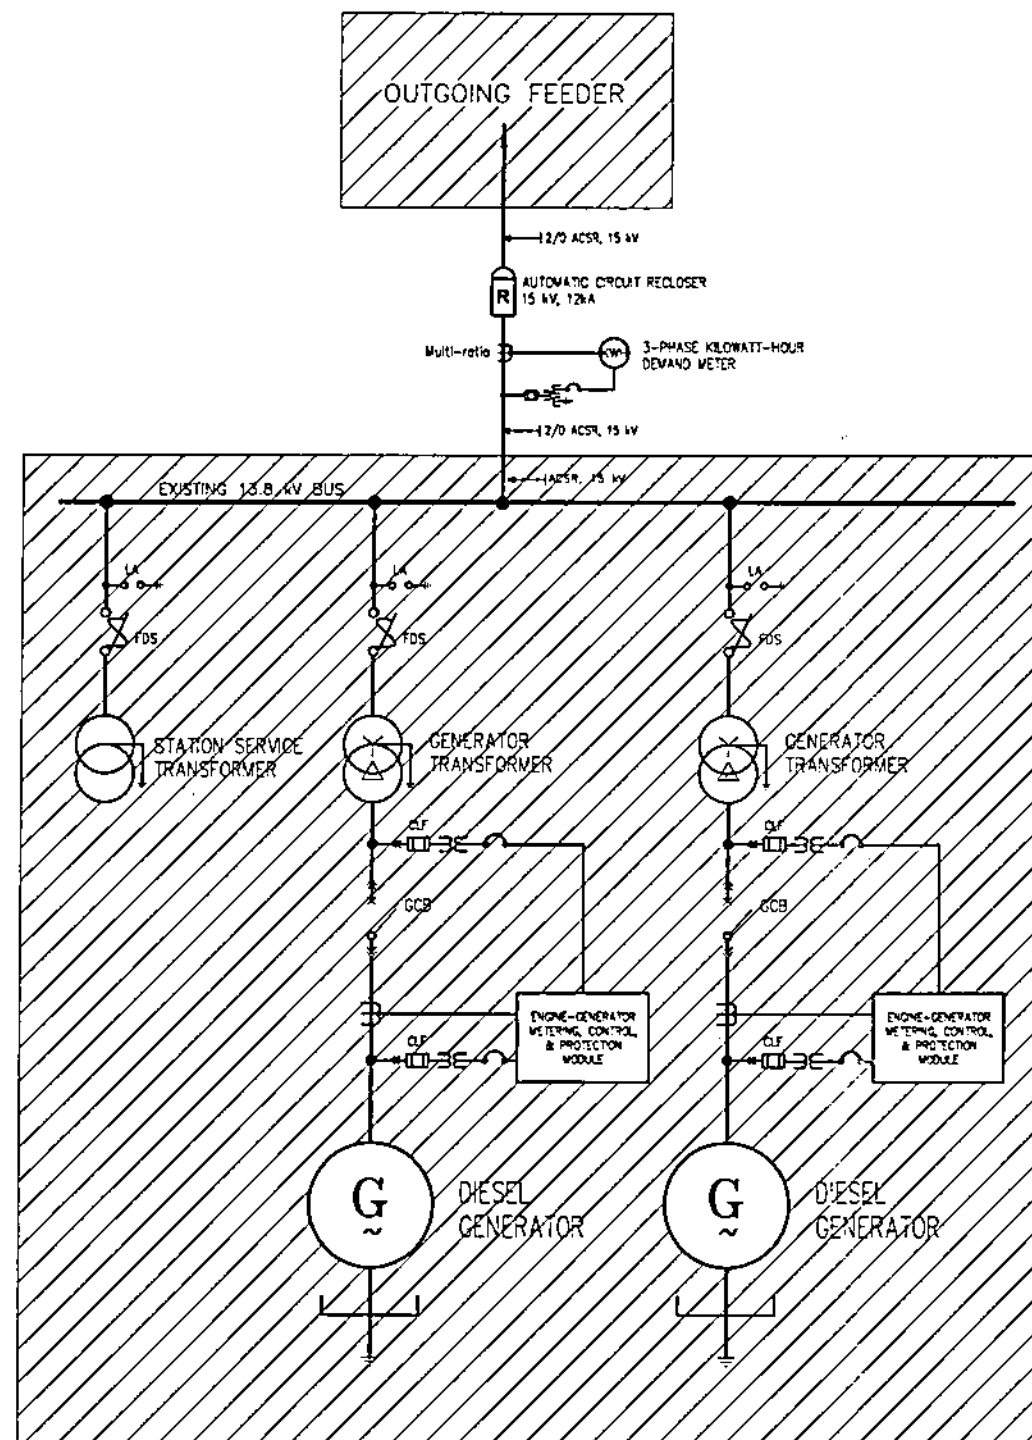 OUTGOING FEEDER
2/0 ACSR, 15 kV
AUTOMATIC CIRCUIT RECLOSER
15 kV, 12kA
R
Multi-ratio
3-PHASE KILOWATT-HOUR
DEMAND METER
2/0 ACSR, 15 kV
ACSR, 15 kV
EXISTING 13.8 kV BUS
LA
LA
LA
FDS
FDS
FDS
STATION SERVICE
TRANSFORMER
GENERATOR
TRANSFORMER
GENERATOR
TRANSFORMER
CLF
CLF
GCB
GCB
ENGINE-GENERATOR
METERING, CONTROL,
& PROTECTION
MODULE
ENGINE-GENERATOR
METERING, CONTROL,
& PROTECTION
MODULE
CLF
CLF
G
DIESEL
GENERATOR
G
DIESEL
GENERATOR